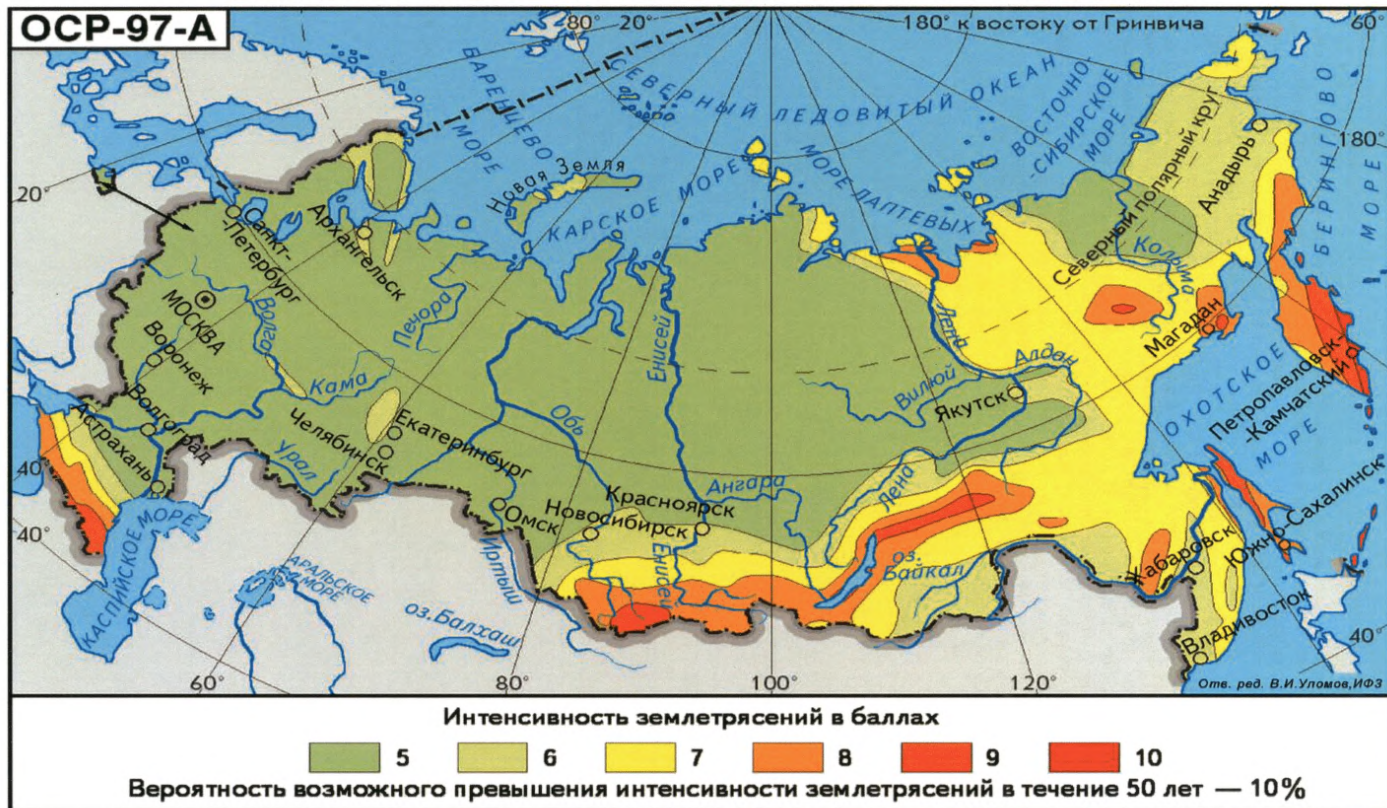 ОСР-97-А
80° 20°
180° к востоку от Гринвича
60°
БАРЕНЦЕВО
МОРЕ
СЕВЕРНЫЙ ЛЕДОВИТЫЙ ОКЕАН
ВОСТОЧНО-
-СИБИРСКОЕ
МОРЕ
БЕРИНГОВО
МОРЕ
180°
20°
Новая Земля
КАРСКОЕ МОРЕ
МОРЕ ЛАПТЕВЫХ
Северный полярный круг
Анадырь
Колыма
Санкт-
-Петербург
Архангельск
Печора
МОСКВА
Волга
Воронеж
Кама
Енисей
Лена
Алдан
Вилюй
Якутск
Магадан
ОХОТСКОЕ
МОРЕ
Петропавловск-
-Камчатский
Волгоград
Астрахань
Челябинск
Екатеринбург
Урал
Обь
Омск
Новосибирск
Красноярск
Ангара
Лена
Иртыш
Енисей
оз.
Байкал
Хабаровск
Южно-Сахалинск
Владивосток
40°
40°
КАСПИЙСКОЕ МОРЕ
АРАЛЬСКОЕ
МОРЕ
оз.Балхаш
60°
80°
100°
120°
40°
Отв. ред. В.И.Уломов,ИФЗ
Интенсивность землетрясений в баллах
5 6 7 8 9 10
Вероятность возможного превышения интенсивности землетрясений в течение 50 лет — 10%